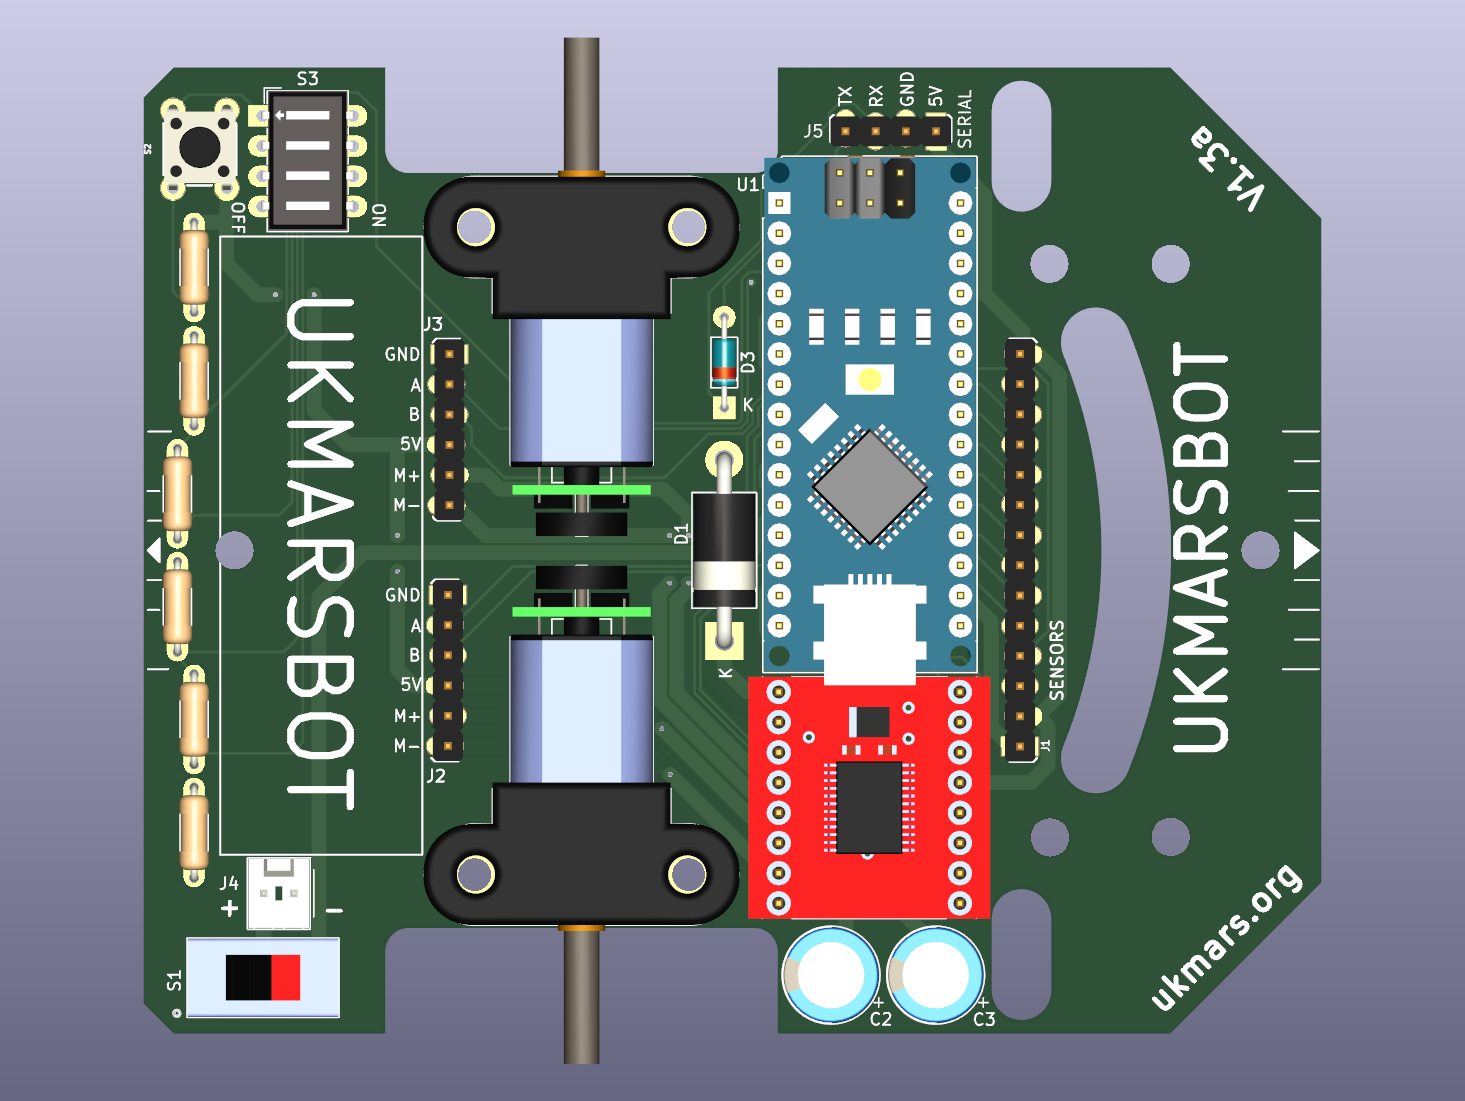 S3
S2
OFF
ON
J5
TX
RX
GND
5V
SERIAL
U1
V1.3a
J3
GND
A
B
5V
M+
M-
UKMARSBOT
D3
K
D1
K
GND
A
B
5V
M+
M-
J2
SENSORS
J1
UKMARSBOT
J4
+
-
S1
+
C2
+
C3
ukmars.org